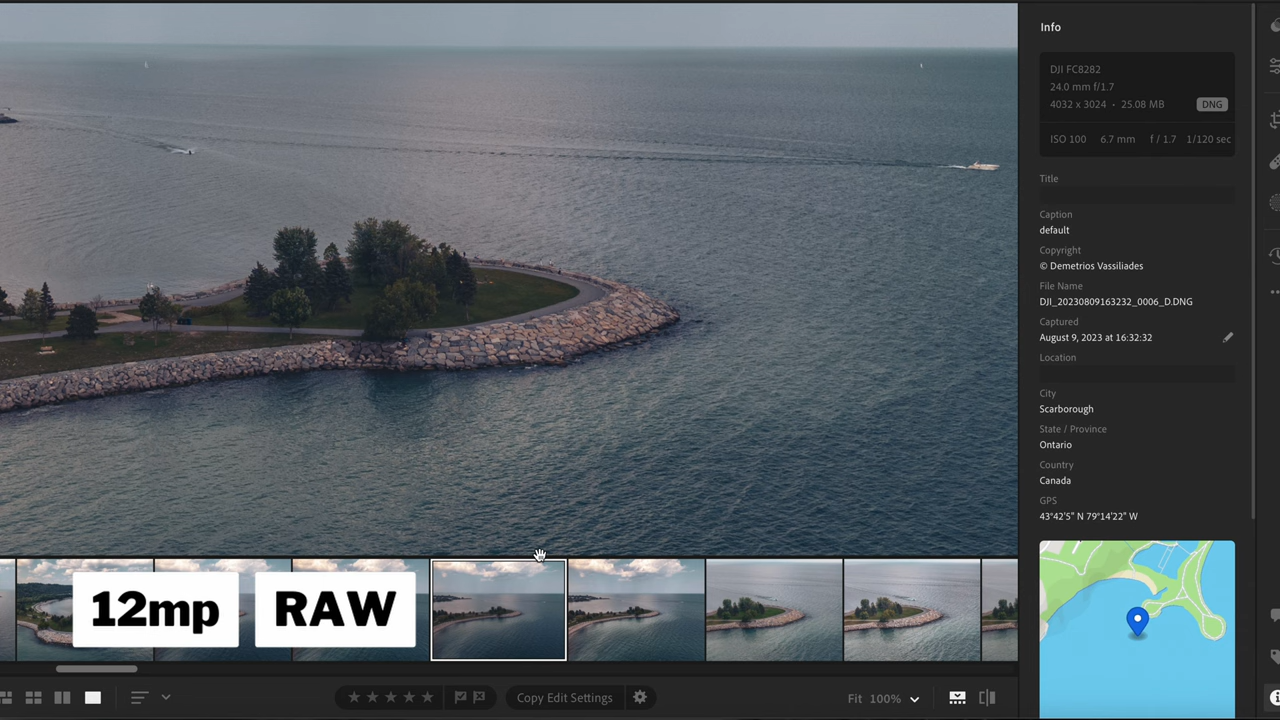 Info
DJI FC8282
24.0 mm f/1.7
4032 x 3024 • 25.08 MB DNG
ISO 100 6.7 mm f / 1.7 1/120 sec
Title
Caption
default
Copyright
© Demetrios Vassiliades
File Name
DJI_20230809163232_0006_D.DNG
Captured
August 9, 2023 at 16:32:32
Location
City
Scarborough
State / Province
Ontario
Country
Canada
GPS
43°42'5" N 79°14'22" W
12mp RAW
Copy Edit Settings
Fit 100%